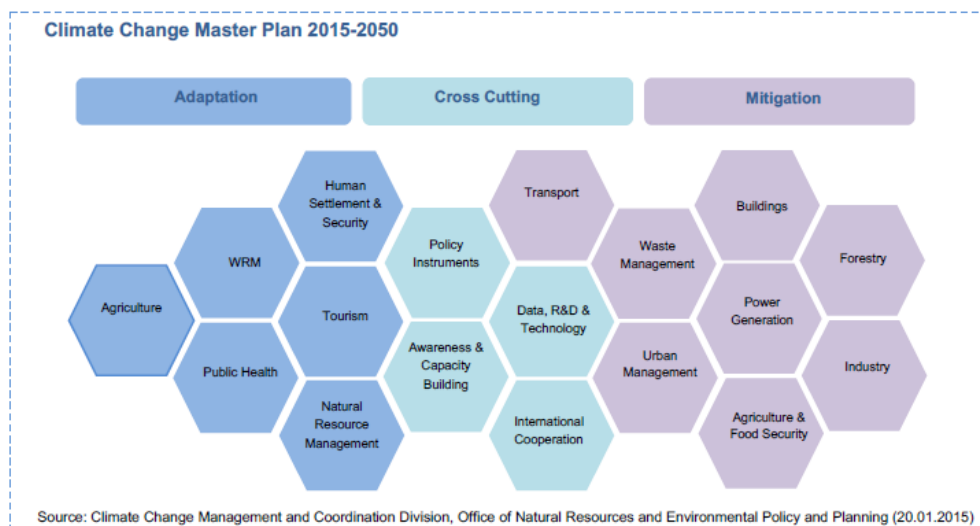 Climate Change Master Plan 2015-2050
Adaptation
Cross Cutting
Mitigation
Human
Settlement &
Security
Transport
Buildings
WRM
Policy
Instruments
Waste
Management
Forestry
Agriculture
Tourism
Data, R&D &
Technology
Power
Generation
Public Health
Awareness &
Capacity
Building
Urban
Management
Industry
Natural
Resource
Management
International
Cooperation
Agriculture &
Food Security
Source: Climate Change Management and Coordination Division, Office of Natural Resources and Environmental Policy and Planning (20.01.2015)